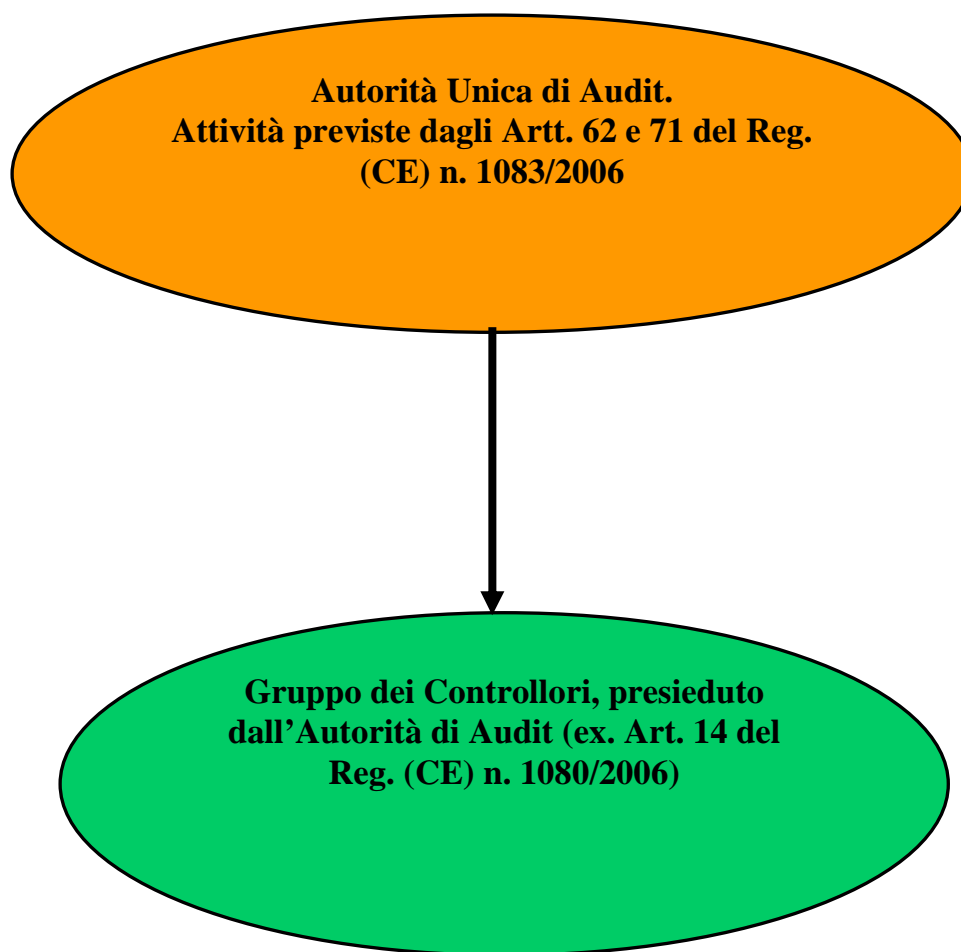 Autorità Unica di Audit.
Attività previste dagli Artt. 62 e 71 del Reg.
(CE) n. 1083/2006
Gruppo dei Controllori, presieduto
dall’Autorità di Audit (ex. Art. 14 del
Reg. (CE) n. 1080/2006)